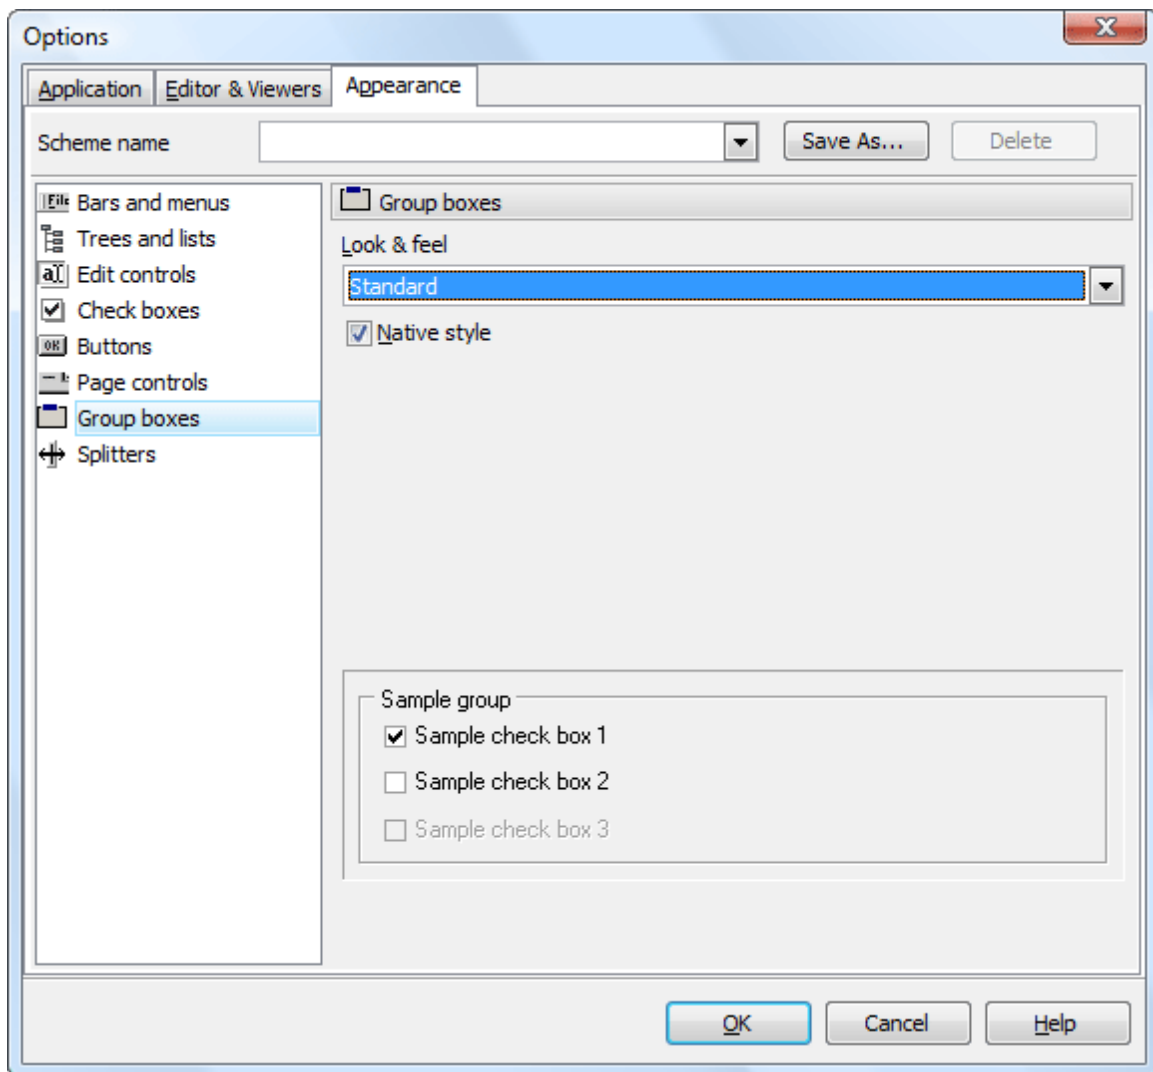 Options
Application Editor & Viewers Appearance
Scheme name Save As... Delete
Bars and menus
Trees and lists
Edit controls
Check boxes
Buttons
Page controls
Group boxes
Splitters
Group boxes
Look & feel
Standard
Native style
Sample group
Sample check box 1
Sample check box 2
Sample check box 3
OK Cancel Help